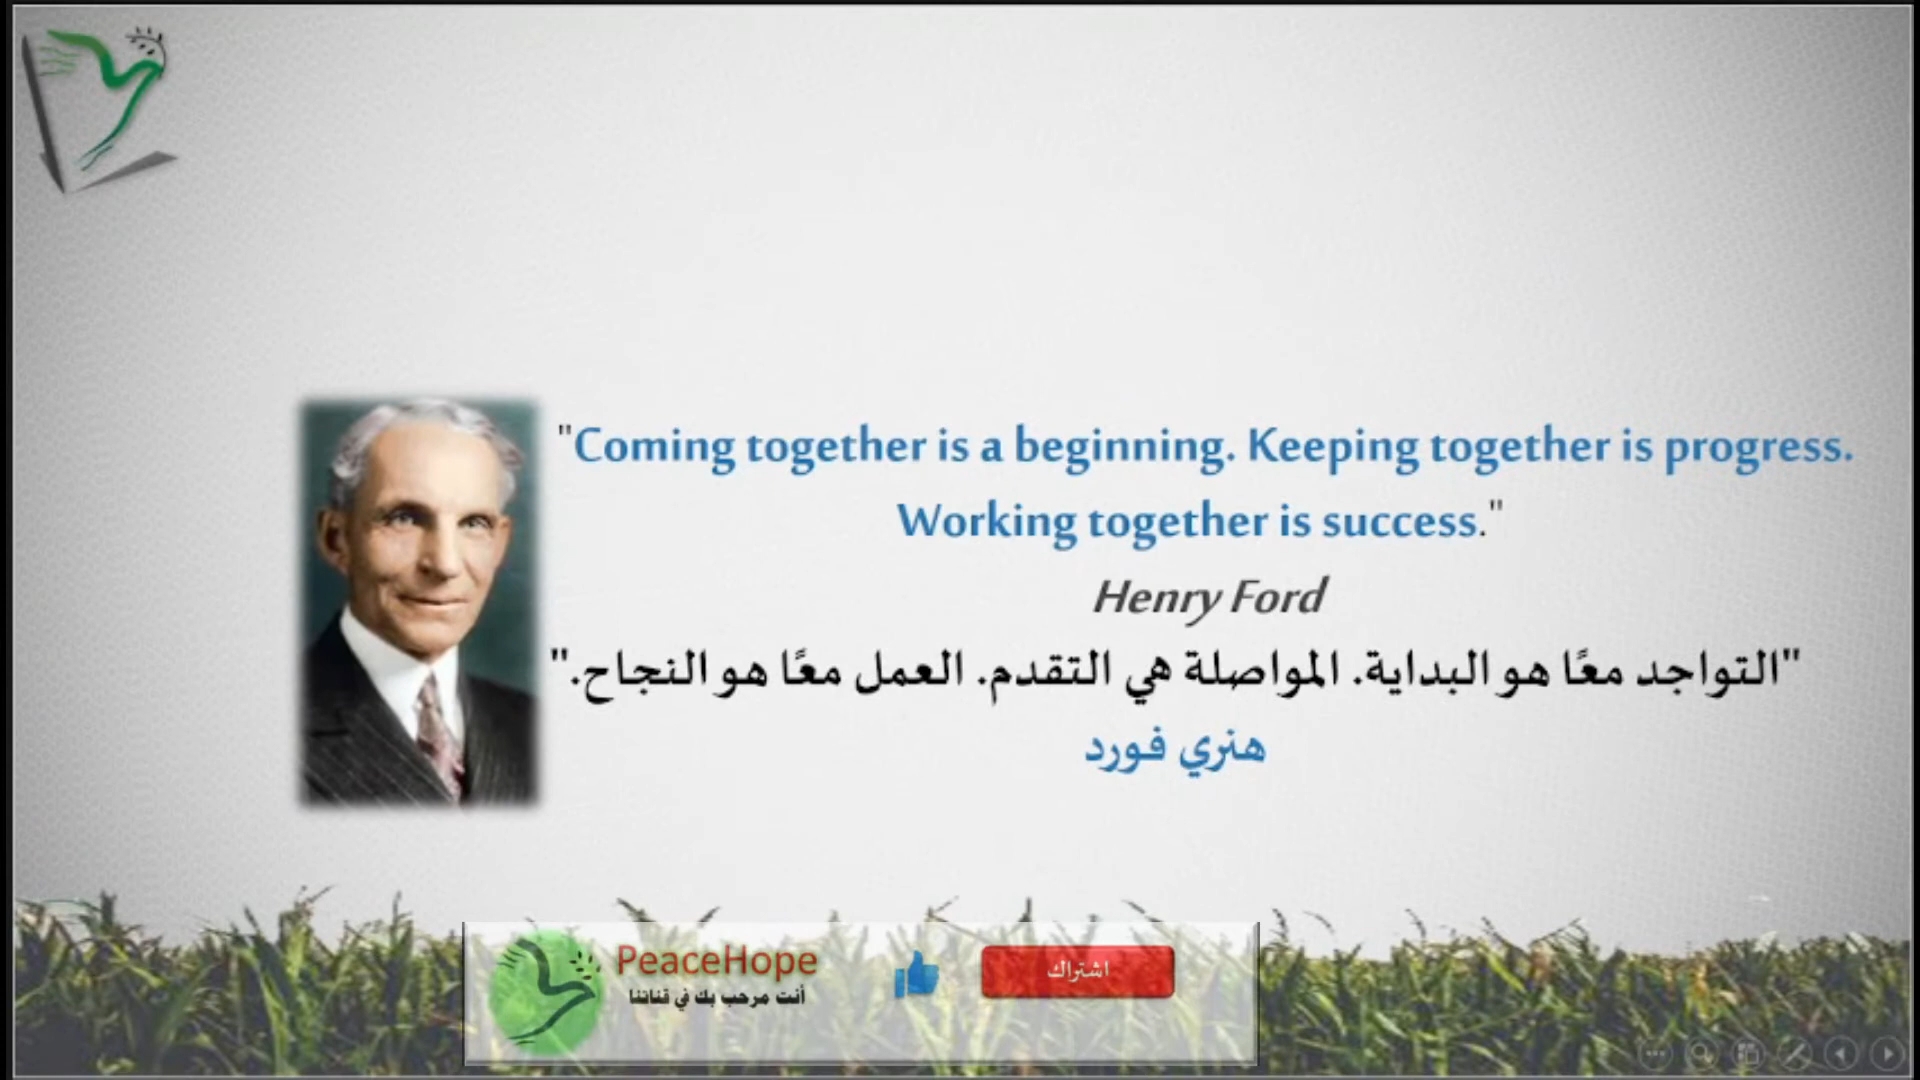 "Coming together is a beginning. Keeping together is progress.
Working together is success."
Henry Ford
"التواجد معًا هو البداية. المواصلة هي التقدم. العمل معًا هو النجاح."
هنري فورد
PeaceHope
أنت مرحب بك في قناتنا
اشتراك